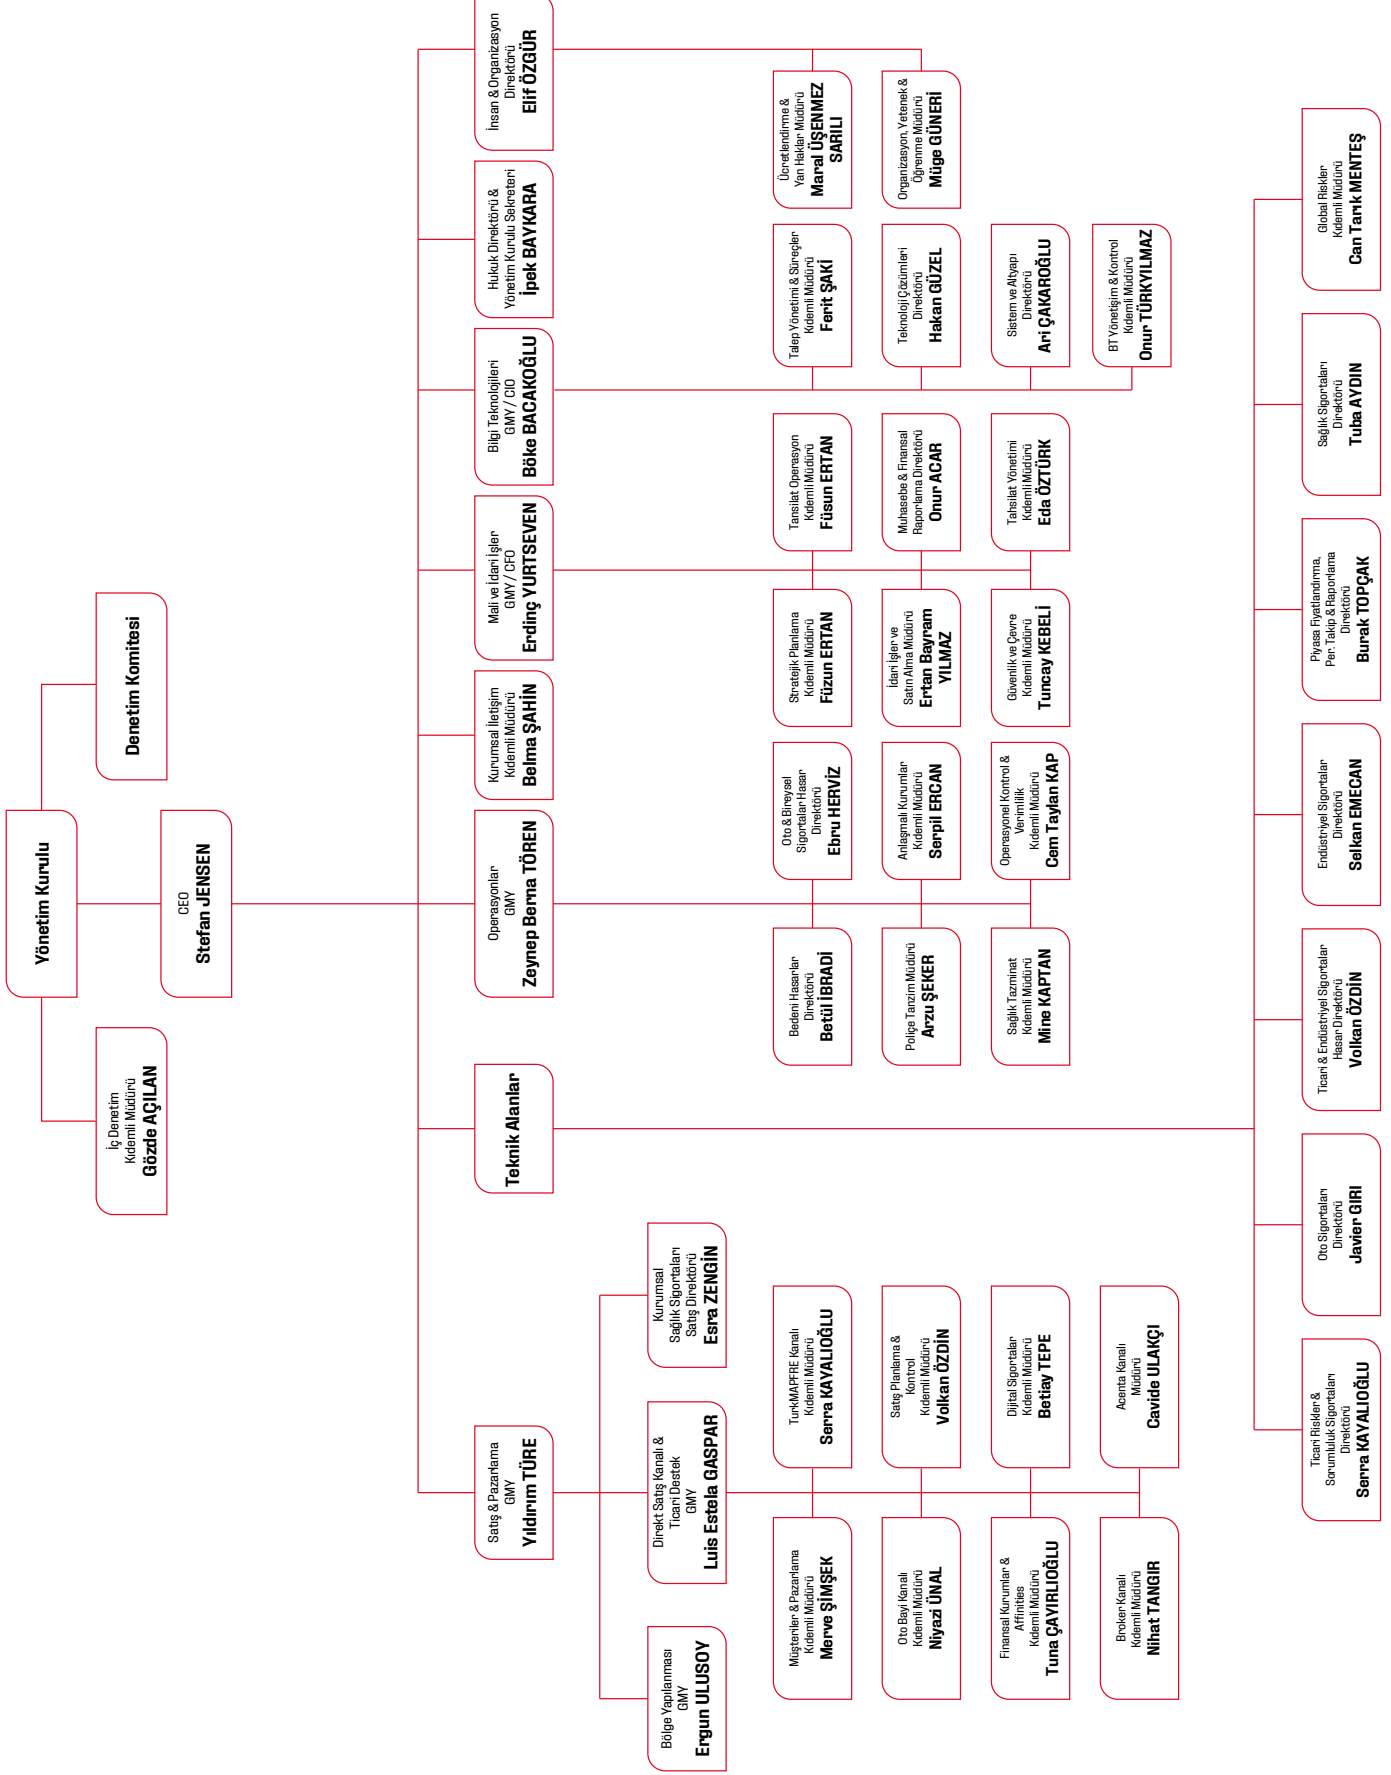 Yönetim Kurulu
İç Denetim
Kıdemli Müdürü
Gözde AÇILAN
Denetim Komitesi
CEO
Stefan JENSEN
Satış & Pazarlama
GMY
Yıldırım TÜRE
Teknik Alanlar
Operasyonlar
GMY
Zeynep Berna TÖREN
Kurumsal İletişim
Kıdemli Müdürü
Belma ŞAHİN
Mali ve İdari İşler
GMY / CFO
Erdinç YURTSEVEN
Bilgi Teknolojileri
GMY / CIO
Böke BACAKOĞLU
Hukuk Direktörü &
Yönetim Kurulu Sekreteri
İpek BAYKARA
İnsan & Organizasyon
Direktörü
Elif ÖZGÜR
Bölge Yapılanması
GMY
Ergun ULUSOY
Direkt Satış Kanalı &
Ticari Destek
GMY
Luis Estela GASPAR
Kurumsal
Sağlık Sigortaları
Satış Direktörü
Esra ZENGİN
Müşteriler & Pazarlama
Kıdemli Müdürü
Merve ŞİMŞEK
TurkMAPFRE Kanalı
Kıdemli Müdürü
Serra KAYALIOĞLU
Oto Bayi Kanalı
Kıdemli Müdürü
Niyazi ÜNAL
Satış Planlama &
Kontrol
Kıdemli Müdürü
Volkan ÖZDİN
Finansal Kurumlar &
Affinities
Kıdemli Müdürü
Tuna ÇAYIRLIOĞLU
Dijital Sigortalar
Kıdemli Müdürü
Betiay TEPE
Broker Kanalı
Kıdemli Müdürü
Nihat TANGIR
Acenta Kanalı
Müdürü
Cavide ULAKÇI
Bedeni Hasarlar
Direktörü
Betül İBRADİ
Oto & Bireysel
Sigortalar Hasar
Direktörü
Ebru HERVİZ
Poliçe Tanzim Müdürü
Arzu ŞEKER
Anlaşmalı Kurumlar
Kıdemli Müdürü
Serpil ERCAN
Sağlık Tazminat
Kıdemli Müdürü
Mine KAPTAN
Operasyonel Kontrol &
Verimlilik
Kıdemli Müdürü
Cem Taylan KAP
Stratejik Planlama
Kıdemli Müdürü
Füzun ERTAN
Tansilat Operasyon
Kıdemli Müdürü
Füsun ERTAN
İdari İşler ve
Satın Alma Müdürü
Ertan Bayram
YILMAZ
Muhasebe & Finansal
Raporlama Direktörü
Onur ACAR
Güvenlik ve Çevre
Kıdemli Müdürü
Tuncay KEBELİ
Tahsilat Yönetimi
Kıdemli Müdürü
Eda ÖZTÜRK
Talep Yönetimi & Süreçler
Kıdemli Müdürü
Ferit ŞAKİ
Teknoloji Çözümleri
Direktörü
Hakan GÜZEL
Sistem ve Altyapı
Direktörü
Ari ÇAKAROĞLU
BT Yönetişim & Kontrol
Kıdemli Müdürü
Onur TÜRKYILMAZ
Ücretlendirme &
Yan Haklar Müdürü
Maral ÜŞENMEZ
SARILI
Organizasyon, Yetenek &
Öğrenme Müdürü
Müge GÜNERİ
Ticari Riskler &
Sorumluluk Sigortaları
Direktörü
Serra KAYALIOĞLU
Oto Sigortaları
Direktörü
Javier GIRI
Ticari & Endüstriyel Sigortalar
Hasar Direktörü
Volkan ÖZDİN
Endüstriyel Sigortalar
Direktörü
Selkan EMECAN
Piyasa Fiyatlandırma,
Per. Takip & Raporlama
Direktörü
Burak TOPÇAK
Sağlık Sigortaları
Direktörü
Tuba AYDIN
Global Riskler
Kıdemli Müdürü
Can Tarık MENTEŞ